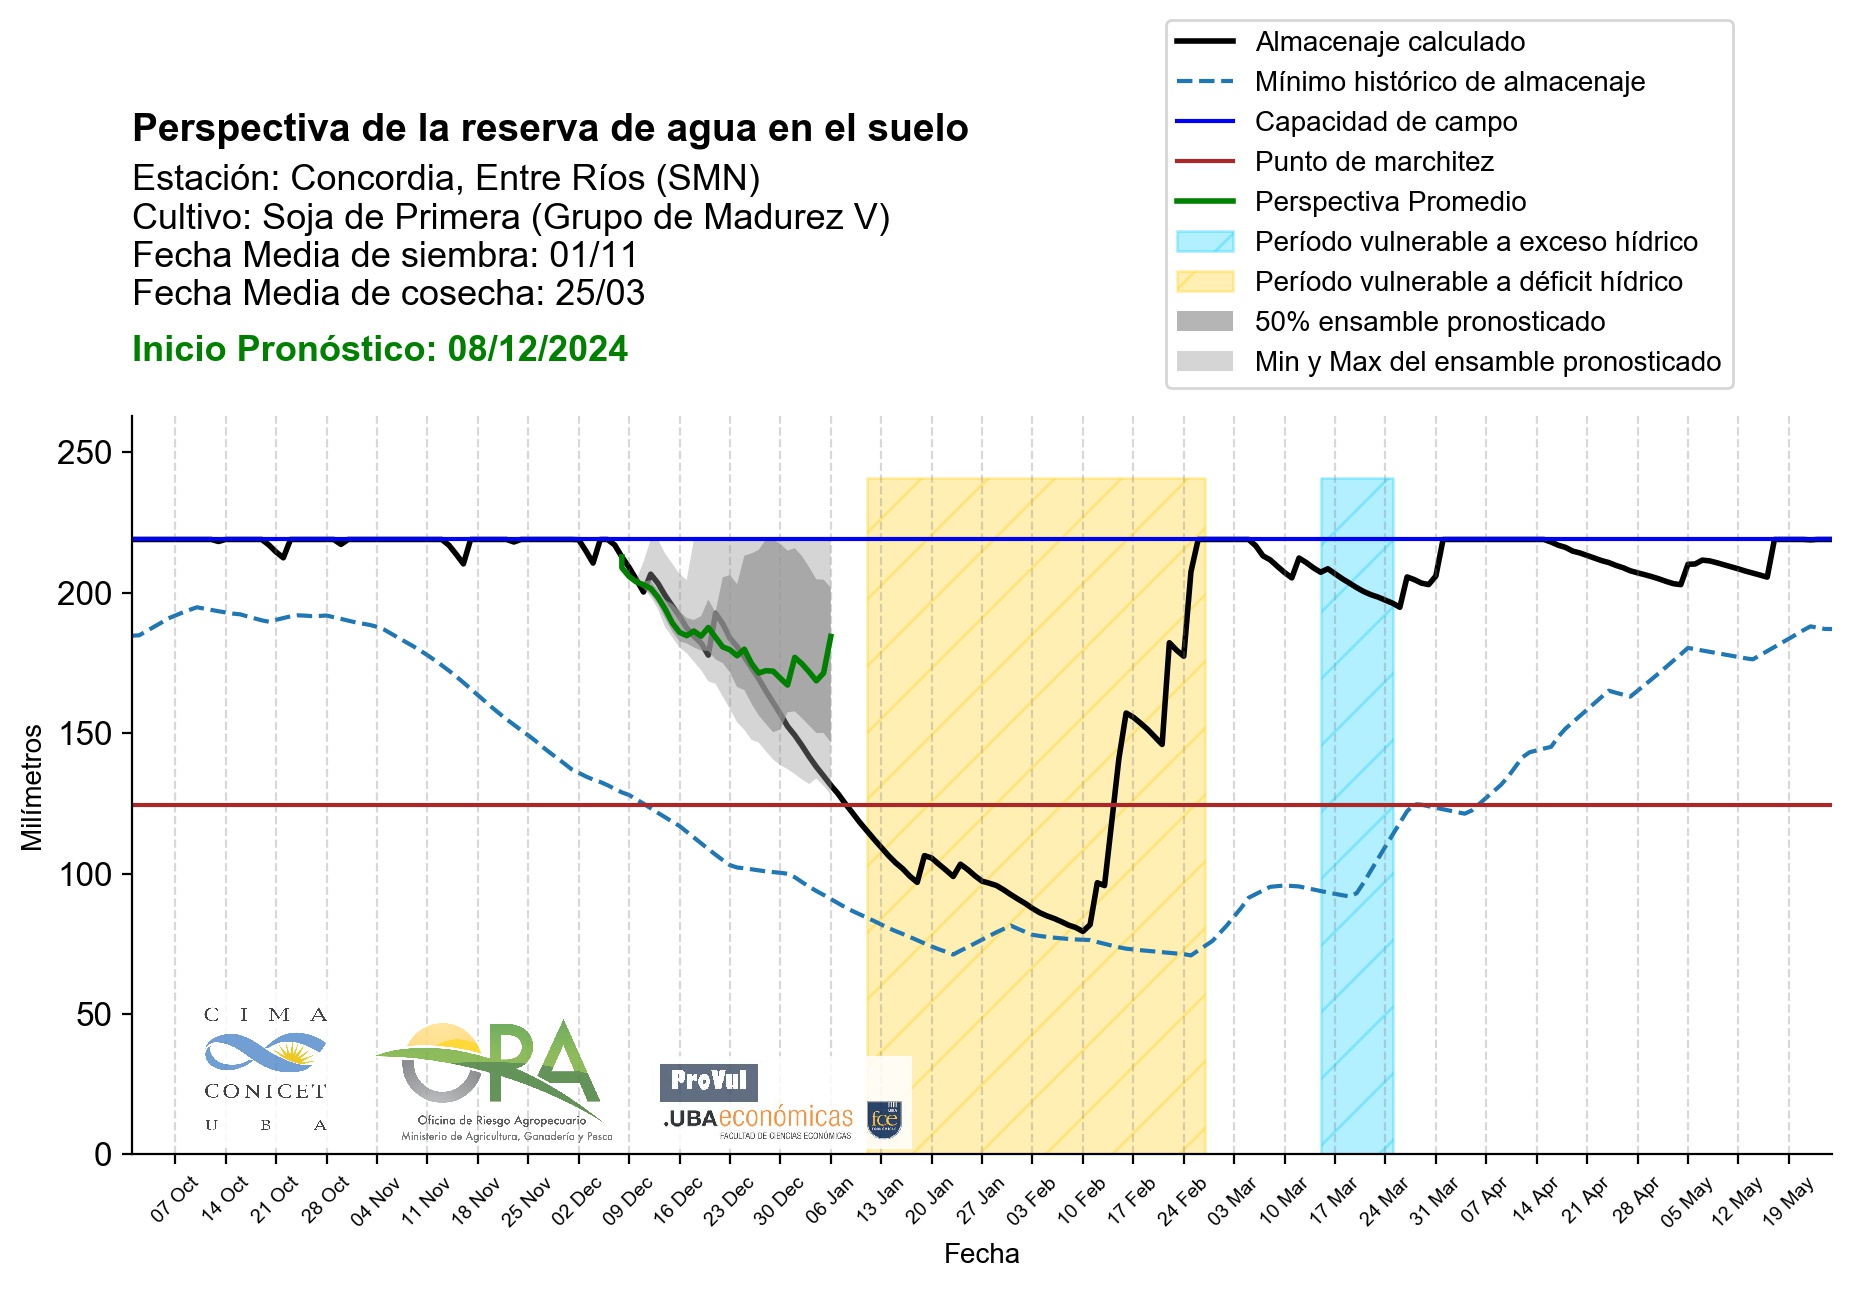 Almacenaje calculado
Mínimo histórico de almacenaje
Capacidad de campo
Punto de marchitez
Perspectiva Promedio
Período vulnerable a exceso hídrico
Período vulnerable a déficit hídrico
50% ensamble pronosticado
Min y Max del ensamble pronosticado
Perspectiva de la reserva de agua en el suelo
Estación: Concordia, Entre Ríos (SMN)
Cultivo: Soja de Primera (Grupo de Madurez V)
Fecha Media de siembra: 01/11
Fecha Media de cosecha: 25/03
Inicio Pronóstico: 08/12/2024
250
200
150
100
50
0
Milímetros
CIMA
CONICET
UBA
ORA
Oficina de Riesgo Agropecuario
Ministerio de Agricultura, Ganadería y Pesca
ProVul
.UBAeconómicas
FACULTAD DE CIENCIAS ECONÓMICAS
UBA
fce
07 Oct
14 Oct
21 Oct
28 Oct
04 Nov
11 Nov
18 Nov
25 Nov
02 Dec
09 Dec
16 Dec
23 Dec
30 Dec
06 Jan
13 Jan
20 Jan
27 Jan
03 Feb
10 Feb
17 Feb
24 Feb
03 Mar
10 Mar
17 Mar
24 Mar
31 Mar
07 Apr
14 Apr
21 Apr
28 Apr
05 May
12 May
19 May
Fecha